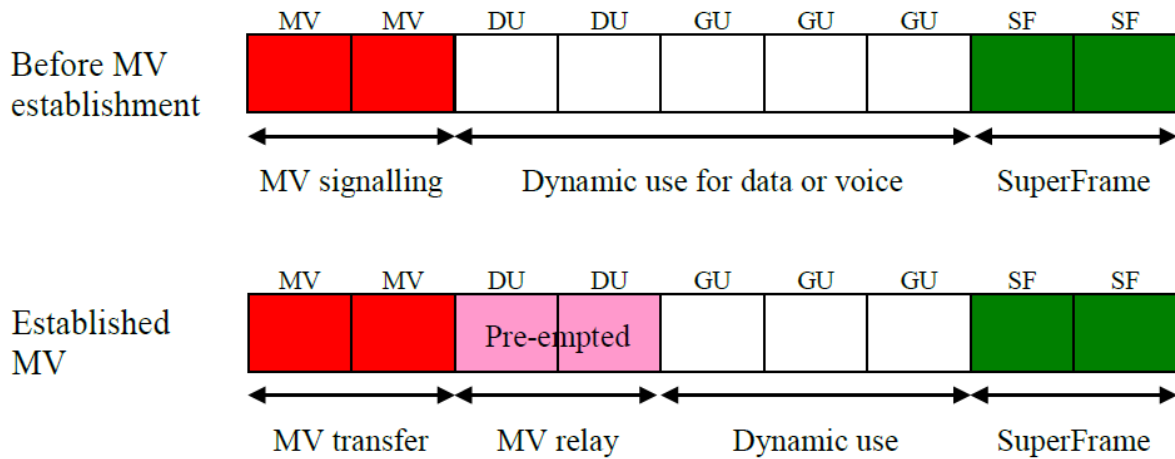 MV MV DU DU GU GU GU SF SF
Before MV
establishment
MV signalling Dynamic use for data or voice SuperFrame
MV MV DU DU GU GU GU SF SF
Established
MV
Pre-empted
MV transfer MV relay Dynamic use SuperFrame